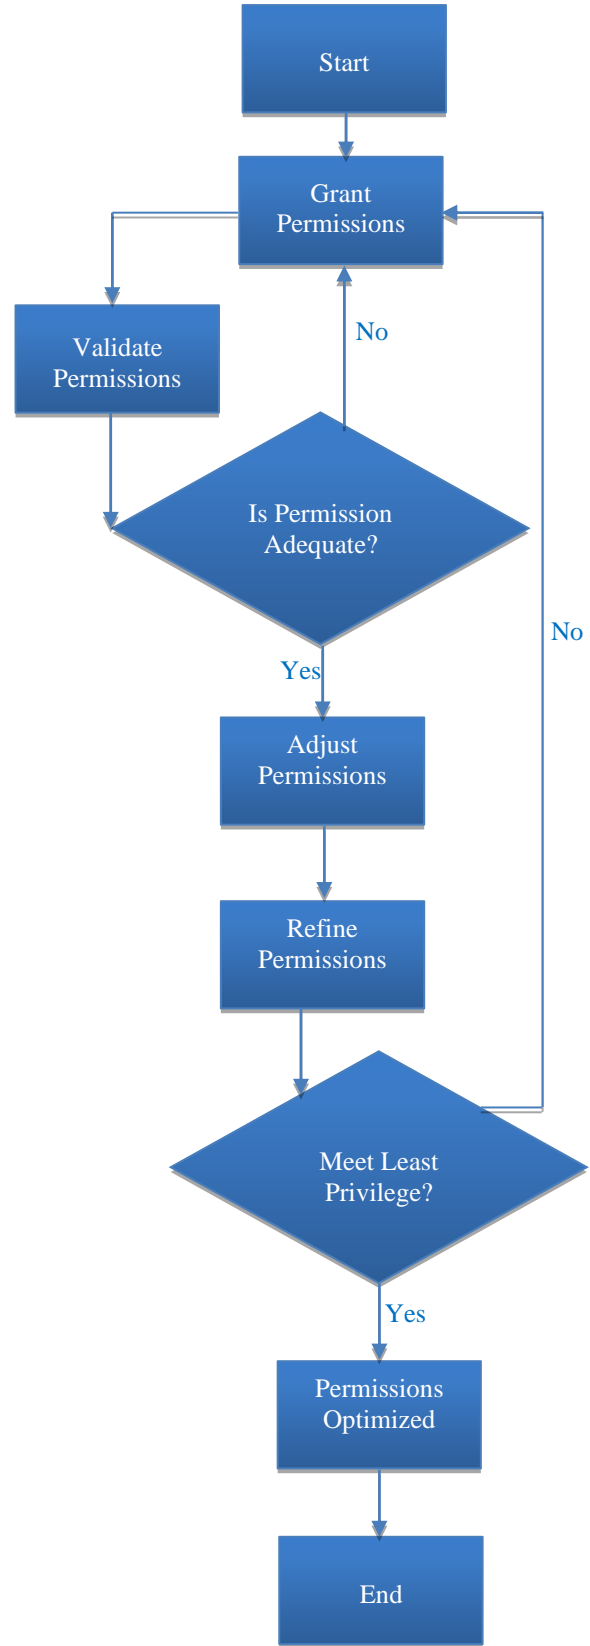 Start
Grant
Permissions
No
Validate
Permissions
Is Permission
Adequate?
No
Yes
Adjust
Permissions
Refine
Permissions
Meet Least
Privilege?
Yes
Permissions
Optimized
End